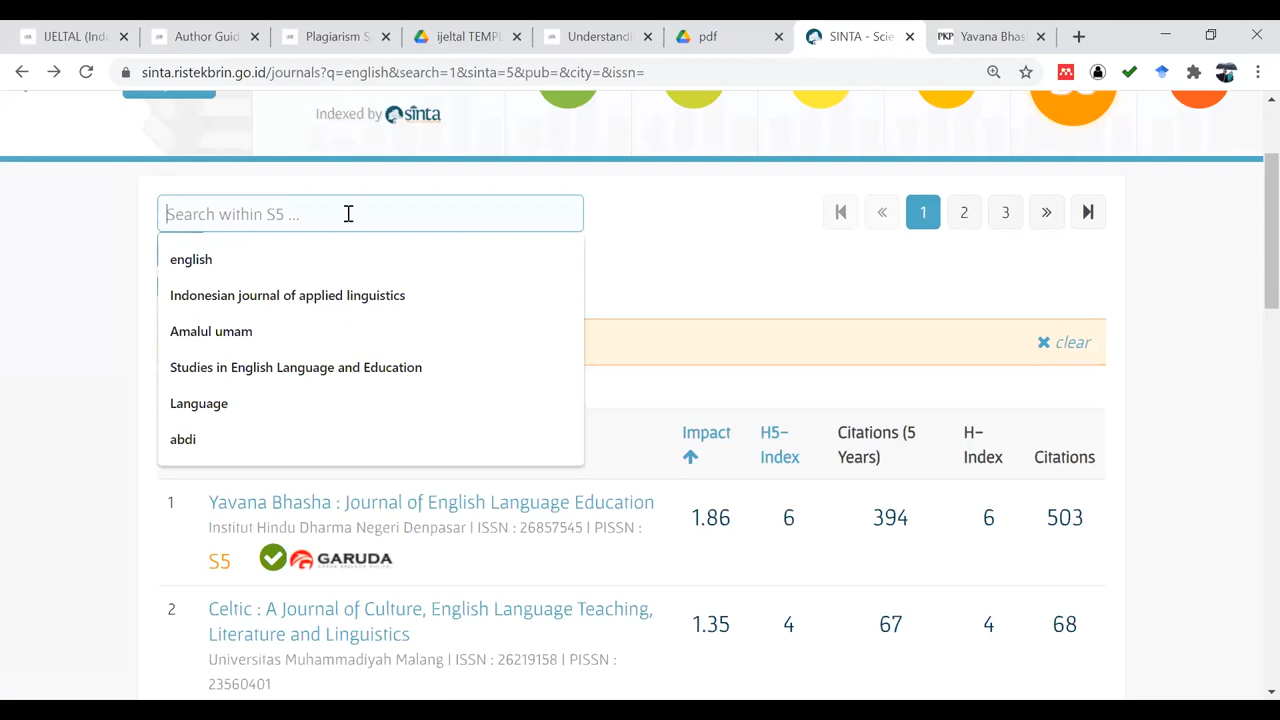 IJELTAL (Indo
Author Guid
Plagiarism S
ijeltal TEMPL
Understandi
pdf
SINTA - Scie
PKP Yavana Bhas
sinta.ristekbrin.go.id/journals?q=english&search=1&sinta=5&pub=&city=&issn=
Indexed by sinta
Search within S5 ...
1 2 3 »
«
english
Indonesian journal of applied linguistics
Amalul umam
Studies in English Language and Education
Language
abdi
clear
Impact H5-Index Citations (5 Years) H-Index Citations
1 Yavana Bhasha : Journal of English Language Education 1.86 6 394 6 503
Institut Hindu Dharma Negeri Denpasar | ISSN : 26857545 | PISSN :
S5 GARUDA
2 Celtic : A Journal of Culture, English Language Teaching, 1.35 4 67 4 68
Literature and Linguistics
Universitas Muhammadiyah Malang | ISSN : 26219158 | PISSN :
23560401